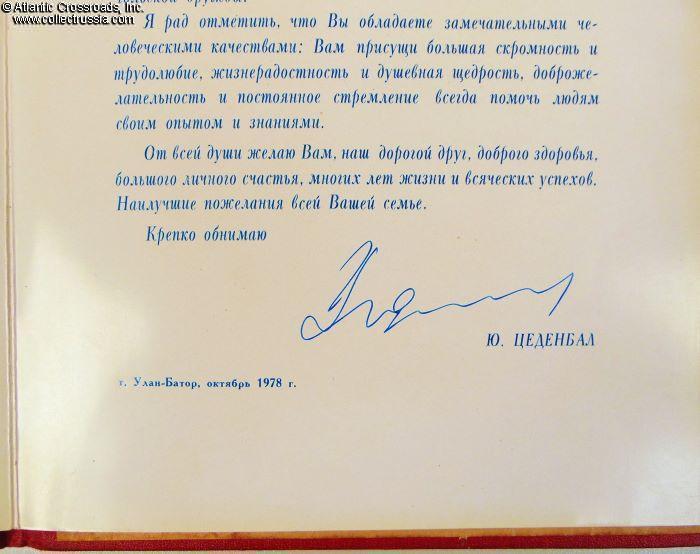 © Atlantic Crossroads, Inc.
www.collectrussia.com
Я рад отметить, что Вы обладаете замечательными че-
ловеческими качествами: Вам присущи большая скромность и
трудолюбие, жизнерадостность и душевная щедрость, доброже-
лательность и постоянное стремление всегда помочь людям
своим опытом и знаниями.
От всей души желаю Вам, наш дорогой друг, доброго здоровья,
большого личного счастья, многих лет жизни и всяческих успехов.
Наилучшие пожелания всей Вашей семье.
Крепко обнимаю
Ю. ЦЕДЕНБАЛ
г. Улан-Батор, октябрь 1978 г.